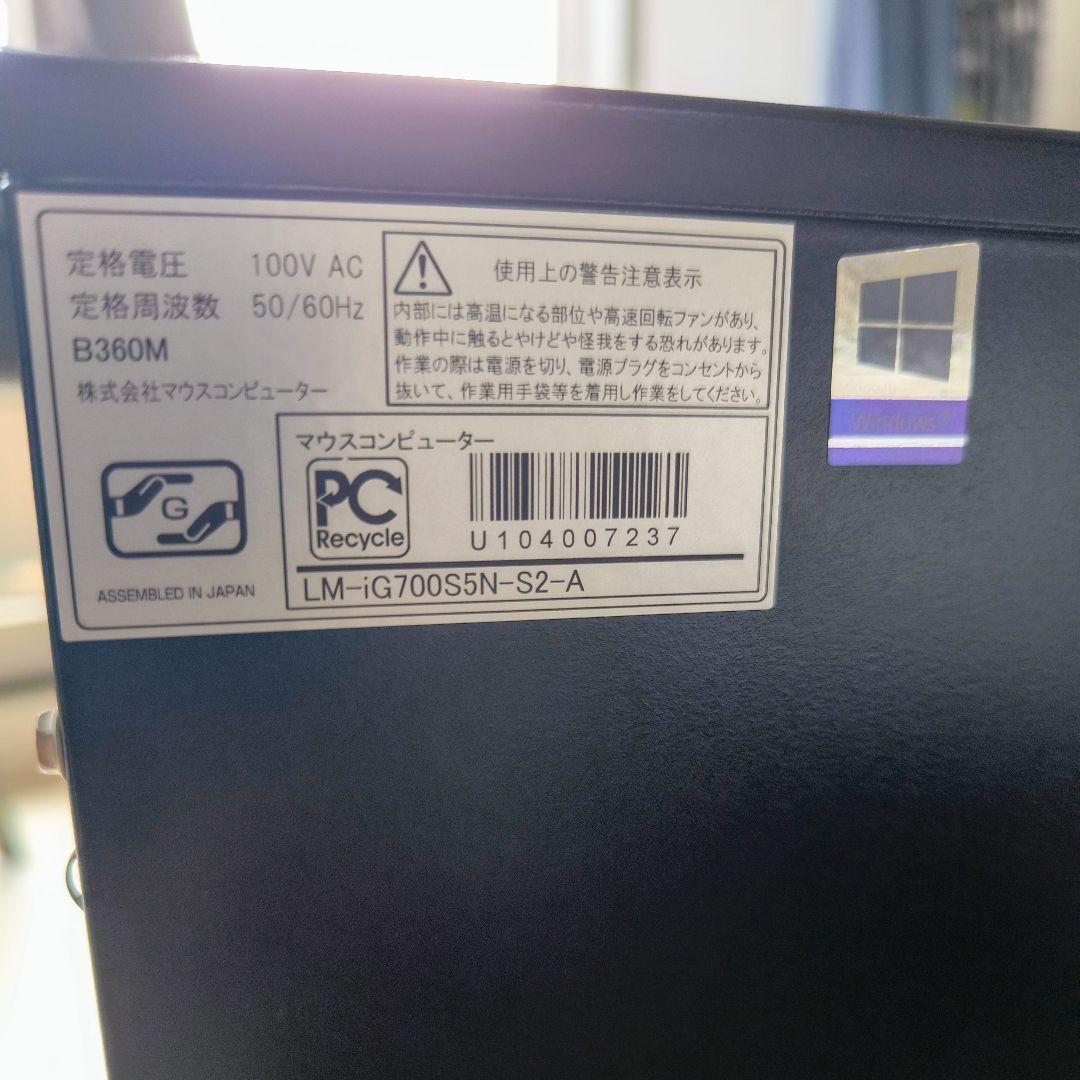 定格電圧 100V AC
定格周波数 50/60Hz
B360M
株式会社マウスコンピューター
使用上の警告注意表示
内部には高温になる部位や高速回転ファンがあり、
動作中に触るとやけどや怪我をする恐れがあります。
作業の際は電源を切り、電源プラグをコンセントから
抜いて、作業用手袋等を着用し作業をしてください。
G
ASSEMBLED IN JAPAN
マウスコンピューター
PC
Recycle
U104007237
LM-iG700S5N-S2-A
Windows